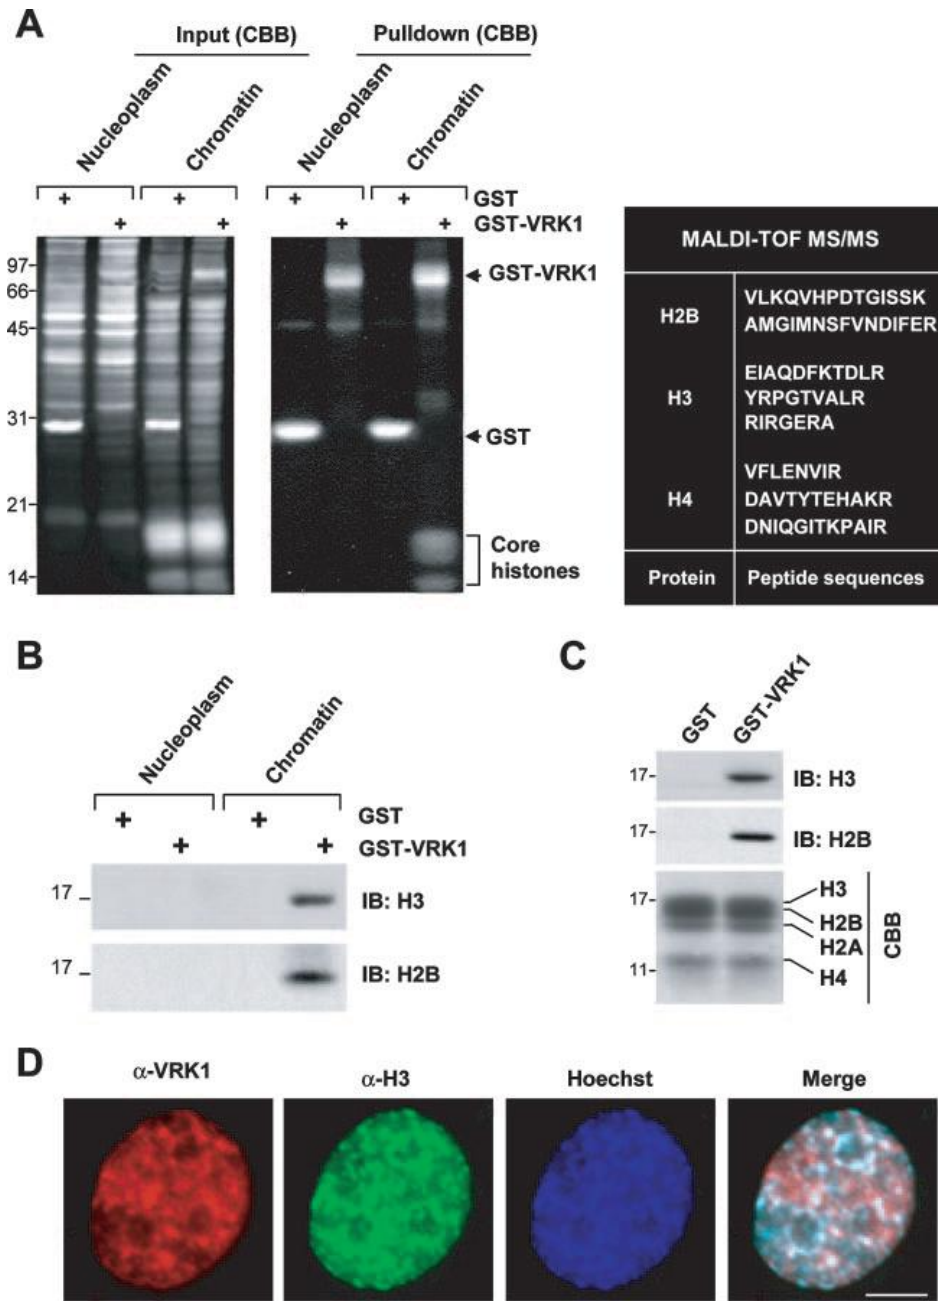 A
Input (CBB)
Pulldown (CBB)
Nucleoplasm
Chromatin
Nucleoplasm
Chromatin
+ + + + GST
+ + + + GST-VRK1
97
66
45
31
21
14
GST-VRK1
GST
Core
histones
MALDI-TOF MS/MS
H2B
VLKQVHPDTGISSK
AMGIMNSFVNDIFER
H3
EIAQDFKTDLR
YRPGTVALR
RIRGERA
H4
VFLENVIR
DAVTYTEHAKR
DNIQGITKPAIR
Protein
Peptide sequences
B
Nucleoplasm
Chromatin
+ + GST
+ + GST-VRK1
17
IB: H3
17
IB: H2B
C
GST
GST-VRK1
17
IB: H3
17
IB: H2B
17
11
H3
H2B
H2A
H4
CBB
D
α-VRK1
α-H3
Hoechst
Merge